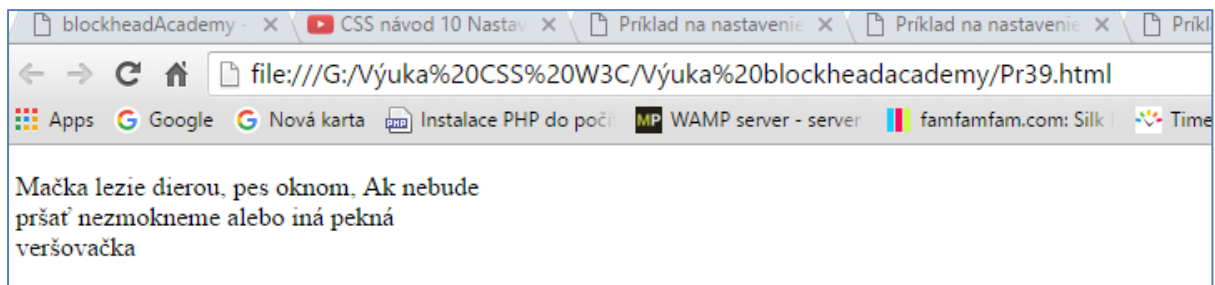 blockheadAcademy - CSS návod 10 Nastav Príklad na nastavenie Príklad na nastavenie Príkl
file:///G:/Výuka%20CSS%20W3C/Výuka%20blockheadacademy/Pr39.html
Apps Google Nová karta Instalace PHP do poč WAMP server - server famfamfam.com: Silk Time
Mačka lezie dierou, pes oknom, Ak nebude
pršať nezmokneme alebo iná pekná
veršovačka